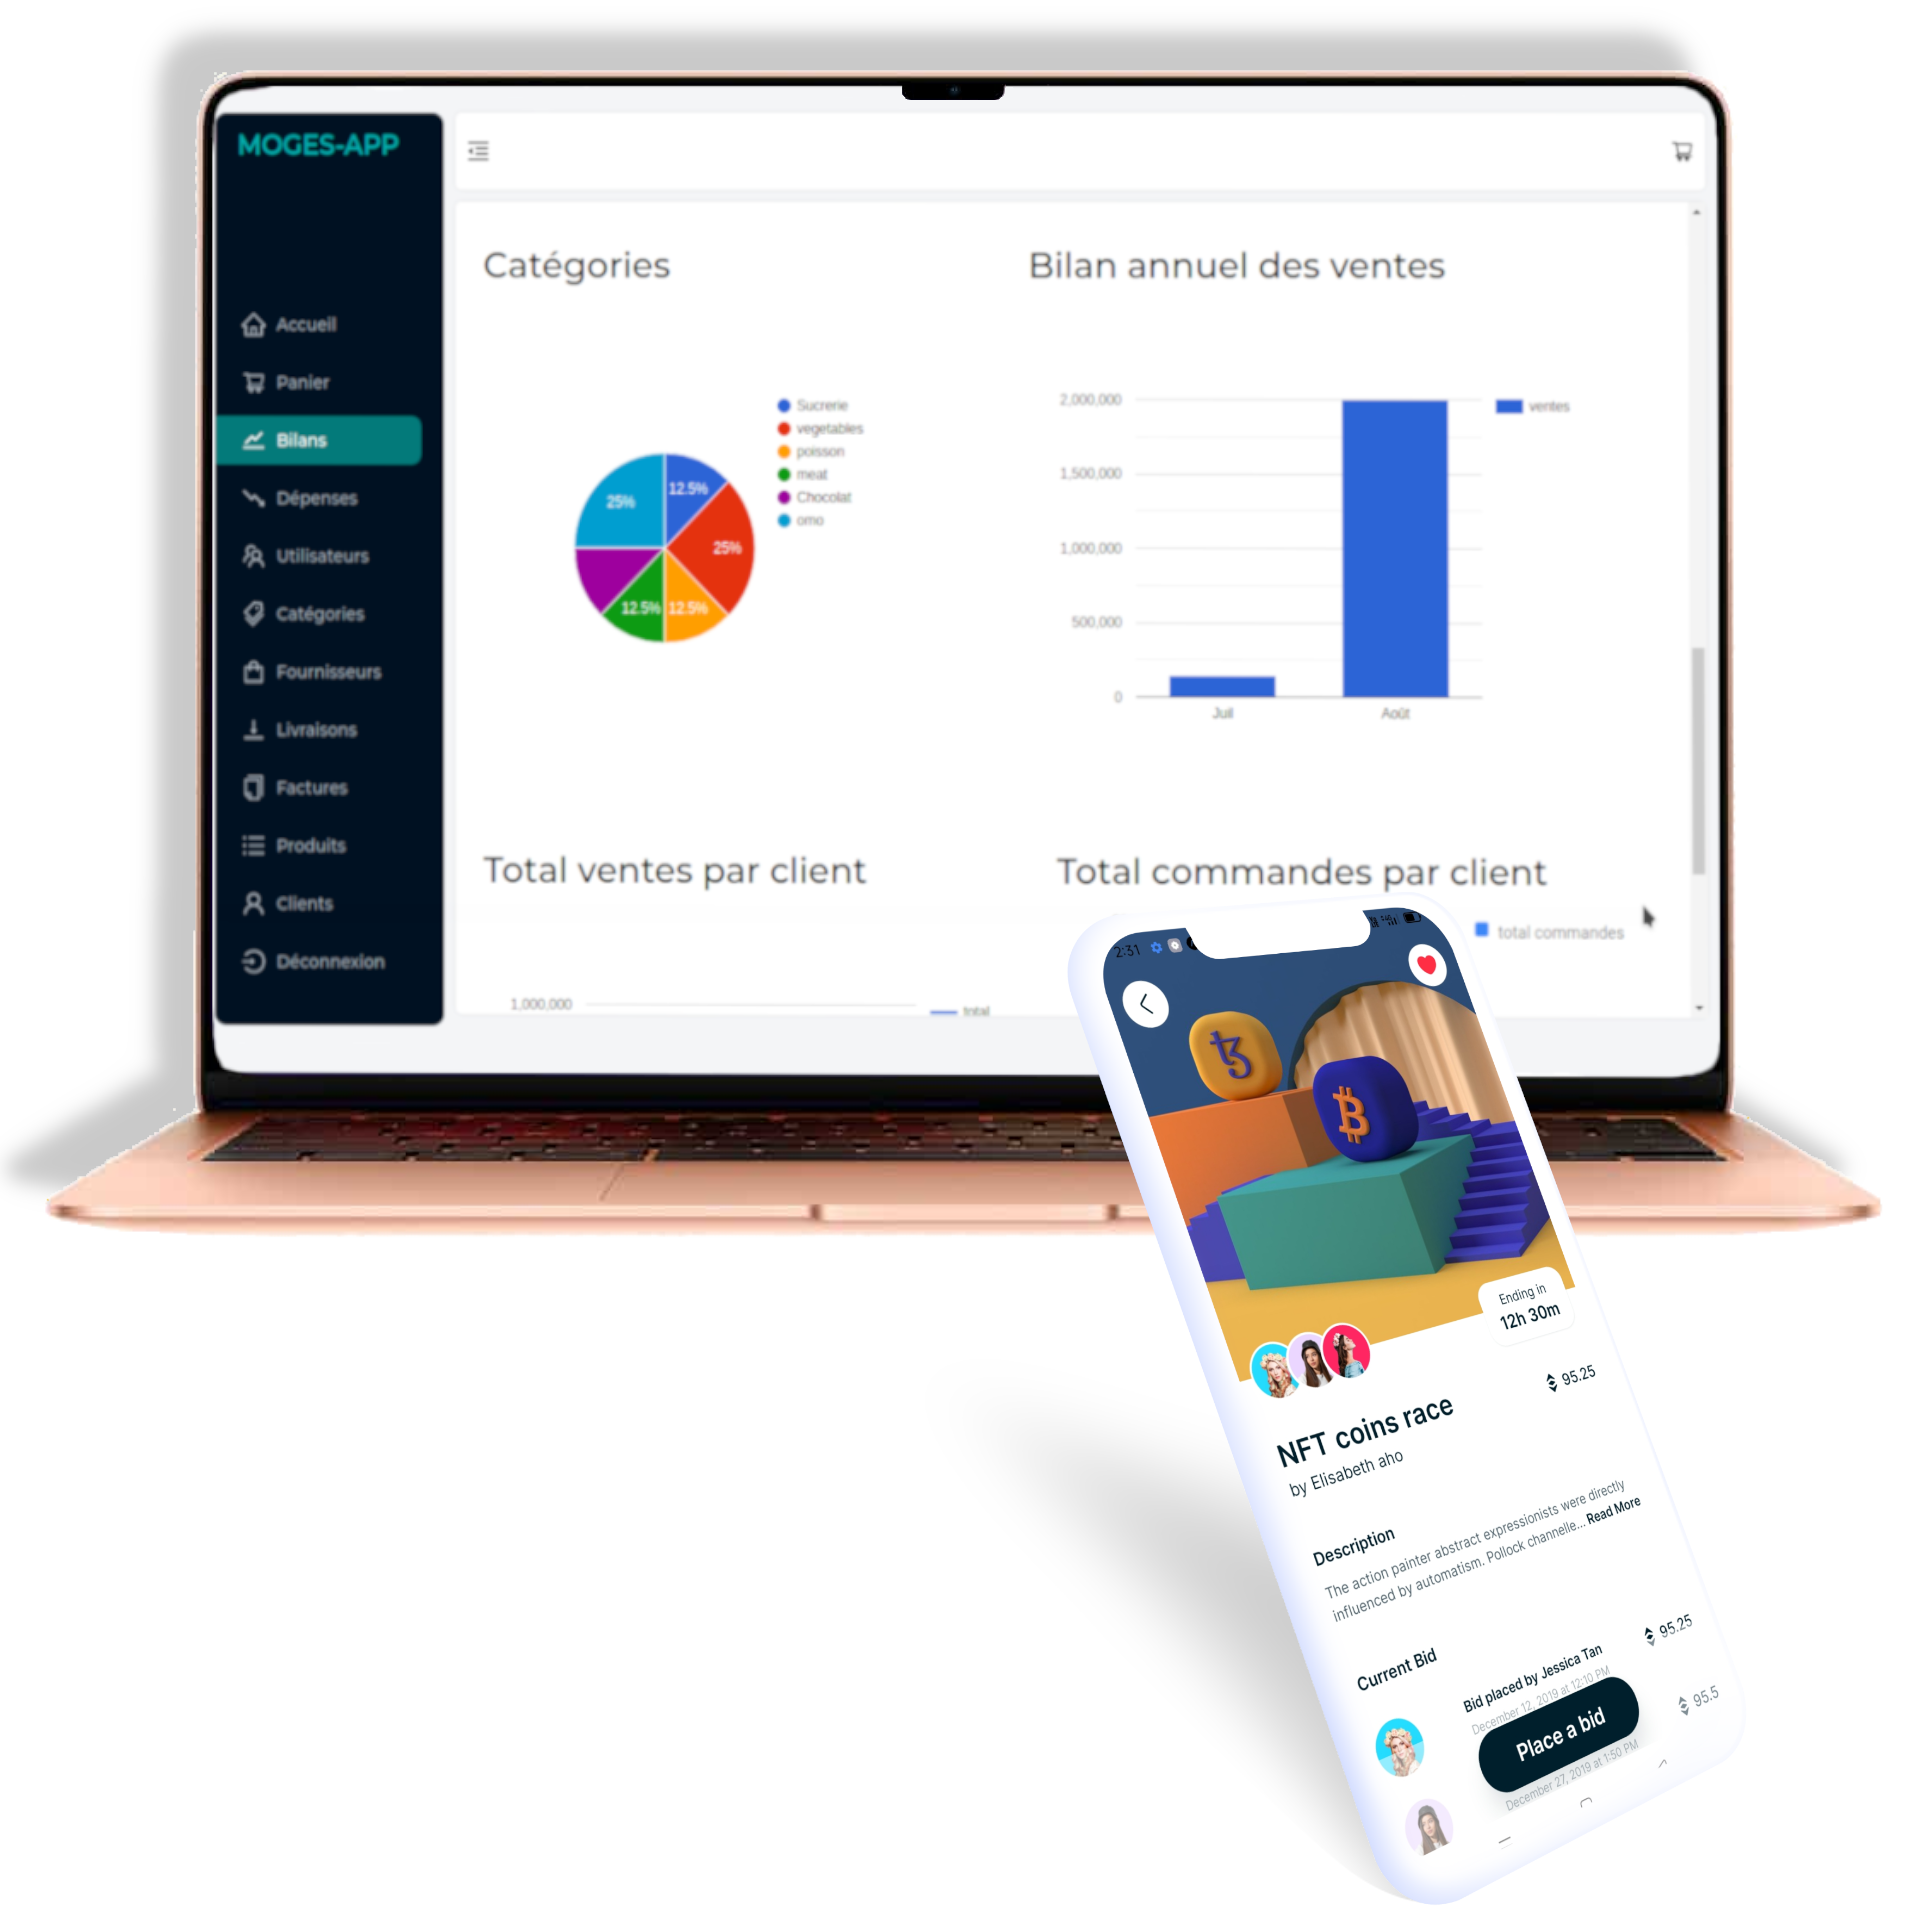 MOGES-APP
Accueil
Panier
Bilans
Dépenses
Utilisateurs
Catégories
Fournisseurs
Livraisons
Factures
Produits
Clients
Déconnexion
Catégories
Sucrerie
vegetables
poisson
meat
Chocolat
omo
12.5%
25%
25%
12.5%
12.5%
Bilan annuel des ventes
2,000,000
1,500,000
1,000,000
500,000
0
Juil
Août
ventes
Total ventes par client
1,000,000
total
Total commandes par client
total commandes
2:31
Ending in
12h 30m
95.25
NFT coins race
by Elisabeth aho
Description
The action painter abstract expressionists were directly
influenced by automatism. Pollock channelle... Read More
Current Bid
Bid placed by Jessica Tan
95.25
December 12, 2019 at 12:10 PM
Place a bid
95.5
December 27, 2019 at 1:50 PM